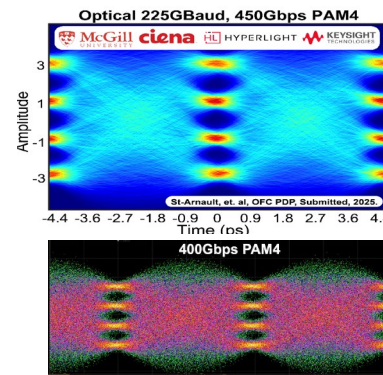 Optical 225GBaud, 450Gbps PAM4
McGill UNIVERSITY ciena HL HYPERLIGHT KEYSIGHT TECHNOLOGIES
3
1
-1
-3
Amplitude
St-Arnault, et. al, OFC PDP, Submitted, 2025.
-4.4 -3.6 -2.7 -1.8 -0.9 0 0.9 1.8 2.7 3.6 4.
Time (ps)
400Gbps PAM4